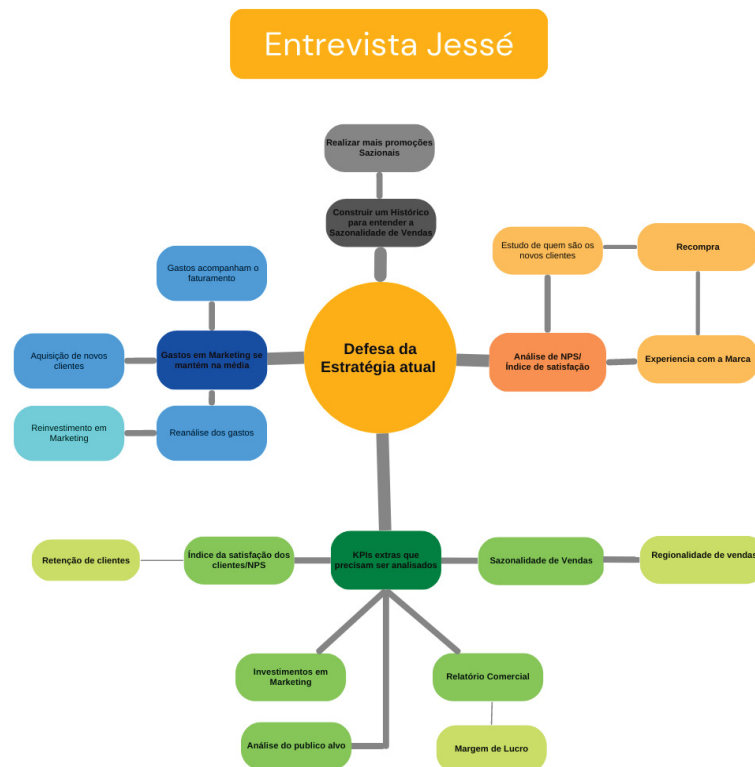 Entrevista Jessé
Realizar mais promoções
Sazionais
Construir um Histórico
para entender a
Sazonalidade de Vendas
Estudo de quem são os
novos clientes
Recompra
Gastos acompanham o
faturamento
Defesa da
Estratégia atual
Aquisição de novos
clientes
Gastos em Marketing se
mantém na média
Análise de NPS/
Índice de satisfação
Experiencia com a Marca
Reinvestimento em
Marketing
Reanálise dos gastos
Retenção de clientes
Índice da satisfação dos
clientes/NPS
KPIs extras que
precisam ser analisados
Sazonalidade de Vendas
Regionalidade de vendas
Investimentos em
Marketing
Relatório Comercial
Análise do publico alvo
Margem de Lucro